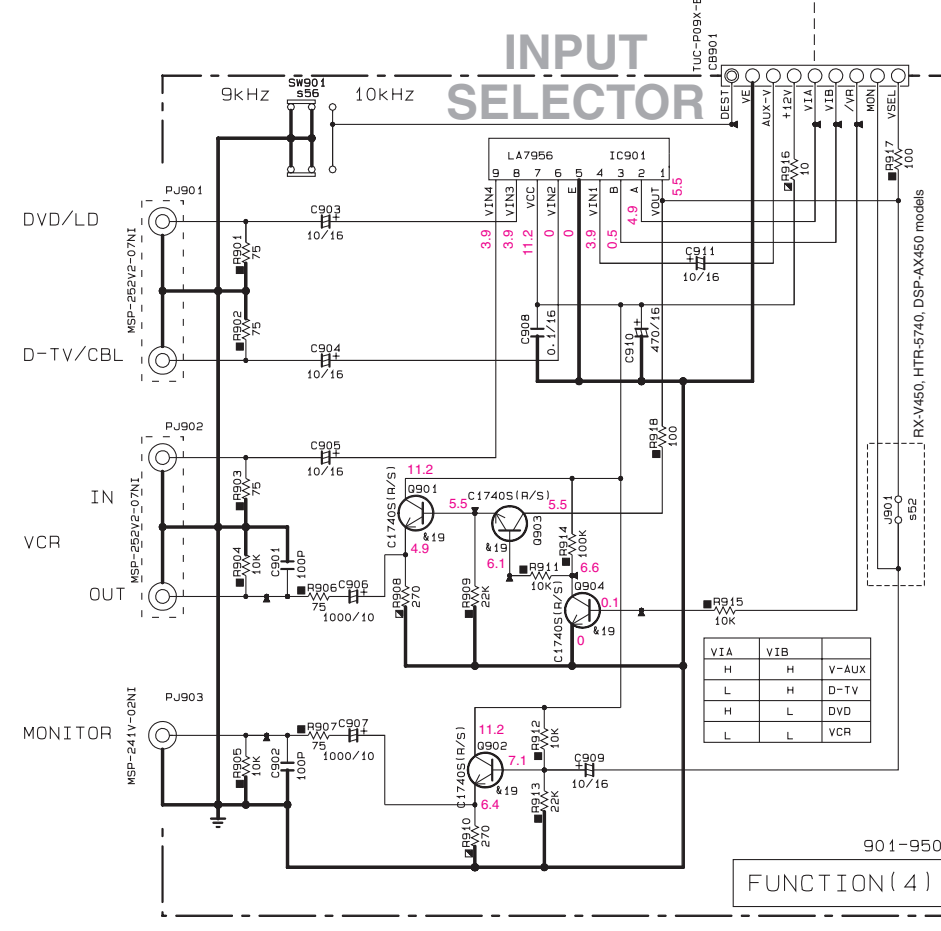 INPUT
SELECTOR
TUC-P09X-E
CB901
DEST
VE
AUX-V
+12V
VIA
VIB
/VR
MON
VSEL
SW901
s56
9kHz
10kHz
LA7956
IC901
9 8 7 6 5 4 3 2 1
VIN4
VIN3
VCC
VIN2
E
VIN1
B
A
VOUT
3.9
3.9
11.2
0
0
3.9
0.5
4.9
5.5
R916
10
R917
100
PJ901
MSP-252V2-07NI
DVD/LD
C903
10/16
R901
75
R902
75
D-TV/CBL
C904
10/16
C911
10/16
C908
0.1/16
C910
470/16
RX-V450, HTR-5740, DSP-AX450 models
PJ902
MSP-252V2-07NI
IN
VCR
OUT
C905
10/16
R903
75
R904
10K
C901
100P
R906
75
C906
1000/10
11.2
Q901
C1740S(R/S)
&19
4.9
5.5
C1740S(R/S)
5.5
Q903
&19
6.1
R908
270
R909
22K
R911
10K
R914
100K
6.6
Q904
C1740S(R/S)
0.1
&19
0
R918
100
R915
10K
J901
s52
VIA VIB
H H V-AUX
L H D-TV
H L DVD
L L VCR
PJ903
MSP-241V-02NI
MONITOR
R905
10K
C902
100P
R907
75
C907
1000/10
11.2
Q902
C1740S(R/S)
7.1
&19
6.4
R910
270
R912
10K
R913
22K
C909
10/16
901-950
FUNCTION(4)